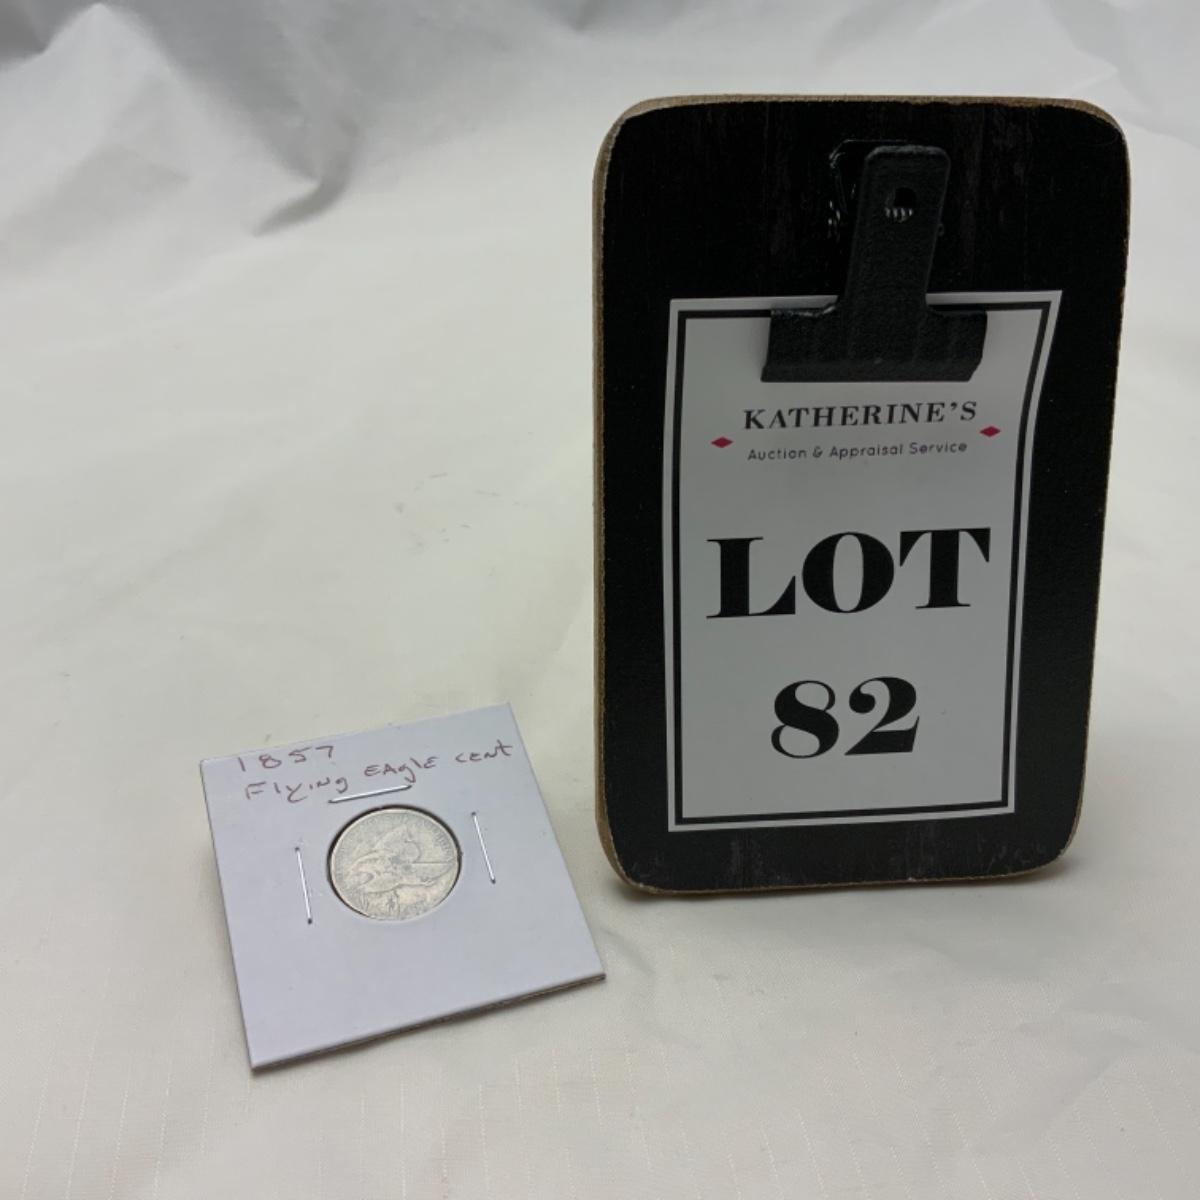 KATHERINE'S
Auction & Appraisal Service
LOT
82
1857
Flying EAglE cent